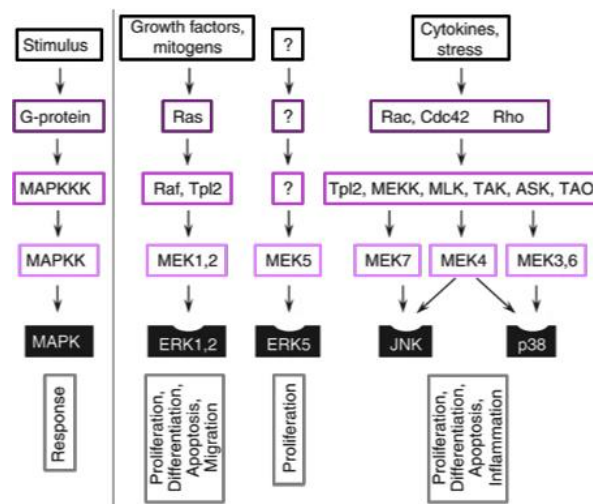 Growth factors,
mitogens
Cytokines,
stress
Stimulus
?
G-protein
Ras
?
Rac, Cdc42 Rho
MAPKKK
Raf, Tpl2
?
Tpl2, MEKK, MLK, TAK, ASK, TAO
MAPKK
MEK1,2
MEK5
MEK7
MEK4
MEK3,6
MAPK
ERK1,2
ERK5
JNK
p38
Response
Proliferation,
Differentiation,
Apoptosis,
Migration
Proliferation
Proliferation,
Differentiation,
Apoptosis,
Inflammation